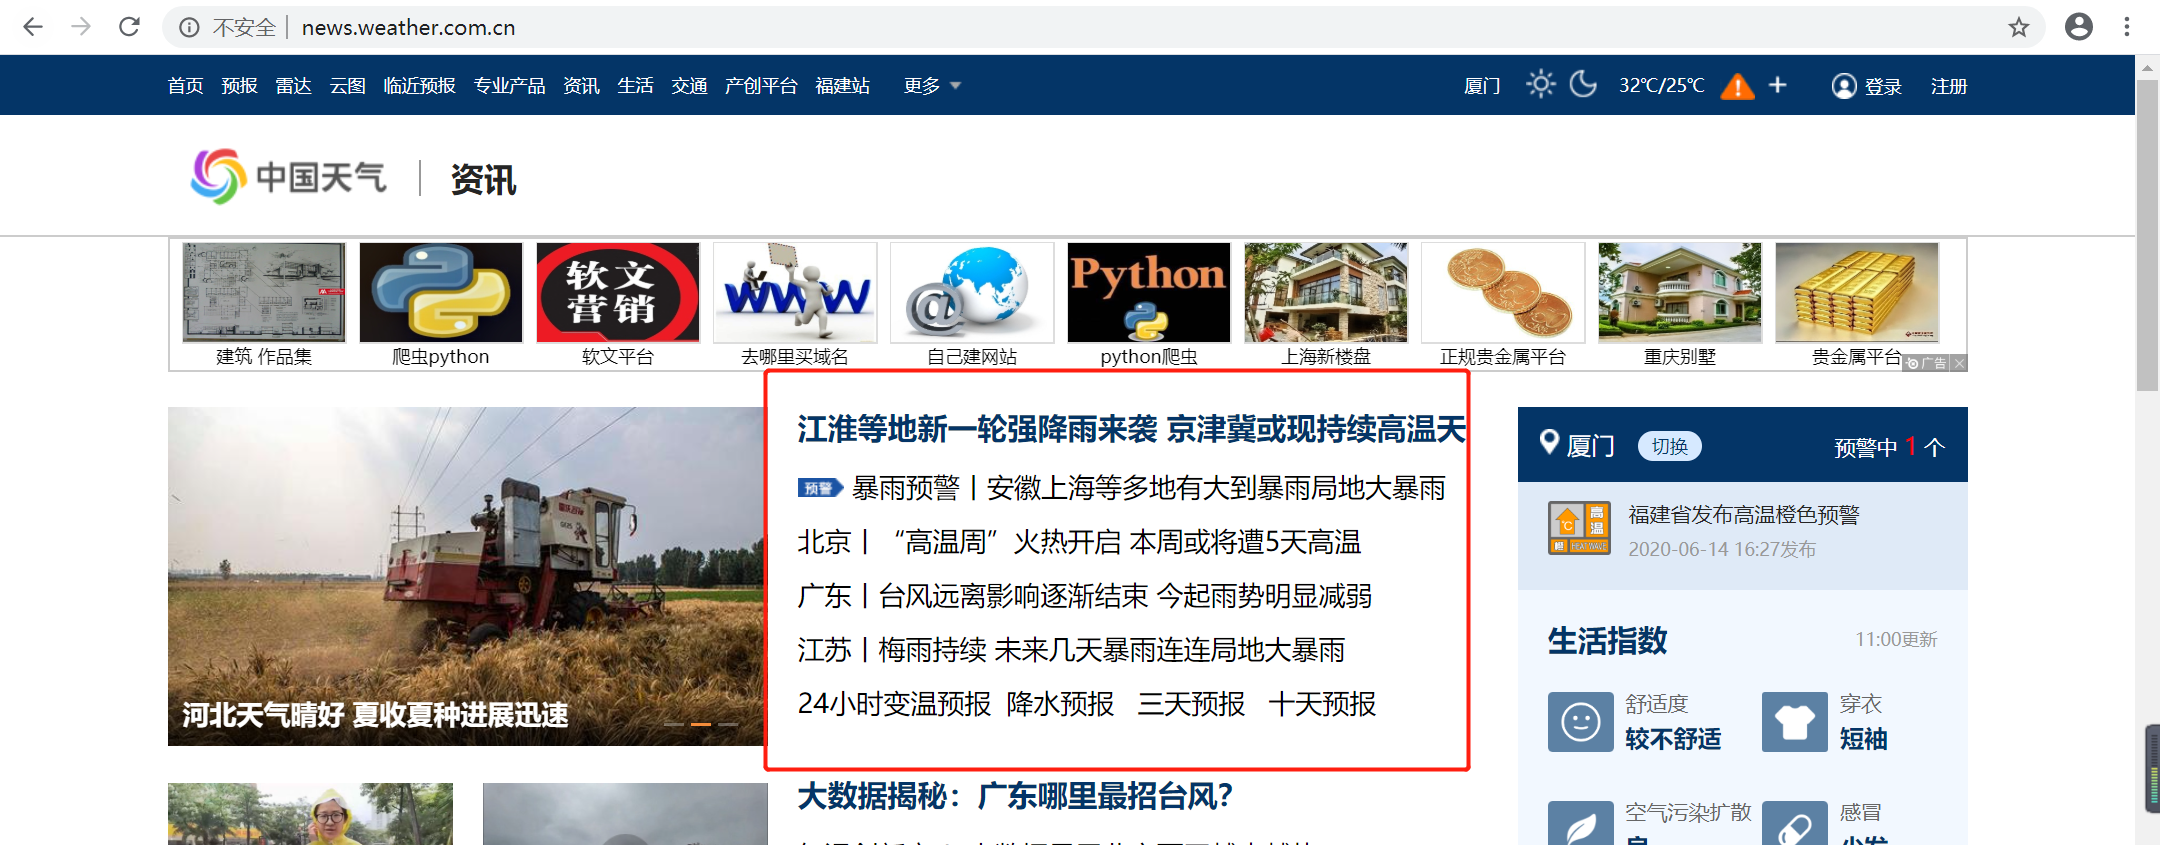 不安全 | news.weather.com.cn
首页 预报 雷达 云图 临近预报 专业产品 资讯 生活 交通 产创平台 福建站 更多
厦门 32℃/25℃ 登录 注册
中国天气 | 资讯
软文营销
www
@
Python
建筑 作品集 爬虫python 软文平台 去哪里买域名 自己建网站 python爬虫 上海新楼盘 正规贵金属平台 重庆别墅 贵金属平台
广告
江淮等地新一轮强降雨来袭 京津冀或现持续高温天
预警 暴雨预警丨安徽上海等多地有大到暴雨局地大暴雨
北京丨“高温周”火热开启 本周或将遭5天高温
广东丨台风远离影响逐渐结束 今起雨势明显减弱
江苏丨梅雨持续 未来几天暴雨连连局地大暴雨
24小时变温预报 降水预报 三天预报 十天预报
河北天气晴好 夏收夏种进展迅速
大数据揭秘：广东哪里最招台风？
厦门 切换 预警中 1 个
℃ 高温
橙 HEAT WAVE
福建省发布高温橙色预警
2020-06-14 16:27发布
生活指数 11:00更新
舒适度 穿衣
较不舒适 短袖
空气污染扩散 感冒